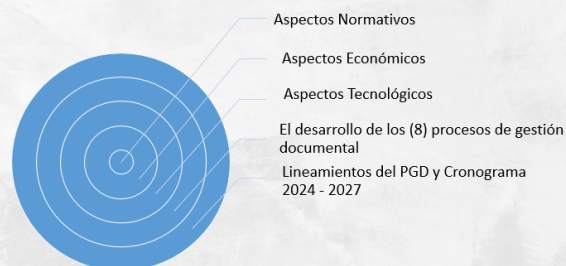 Aspectos Normativos
Aspectos Económicos
Aspectos Tecnológicos
El desarrollo de los (8) procesos de gestión
documental
Lineamientos del PGD y Cronograma
2024 - 2027